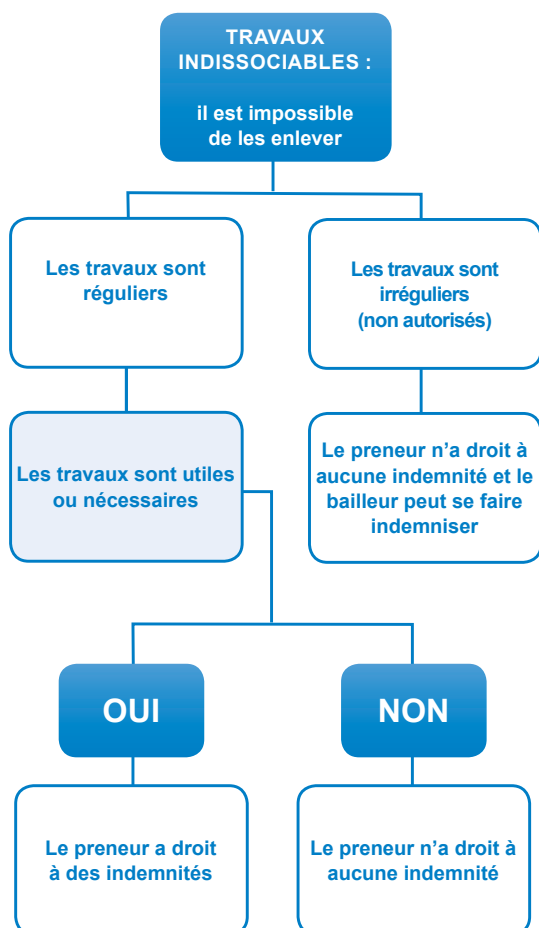 TRAVAUX
INDISSOCIABLES :
il est impossible
de les enlever
Les travaux sont
réguliers
Les travaux sont
irréguliers
(non autorisés)
Les travaux sont utiles
ou nécessaires
Le preneur n’a droit à
aucune indemnité et le
bailleur peut se faire
indemniser
OUI
NON
Le preneur a droit
à des indemnités
Le preneur n’a droit à
aucune indemnité